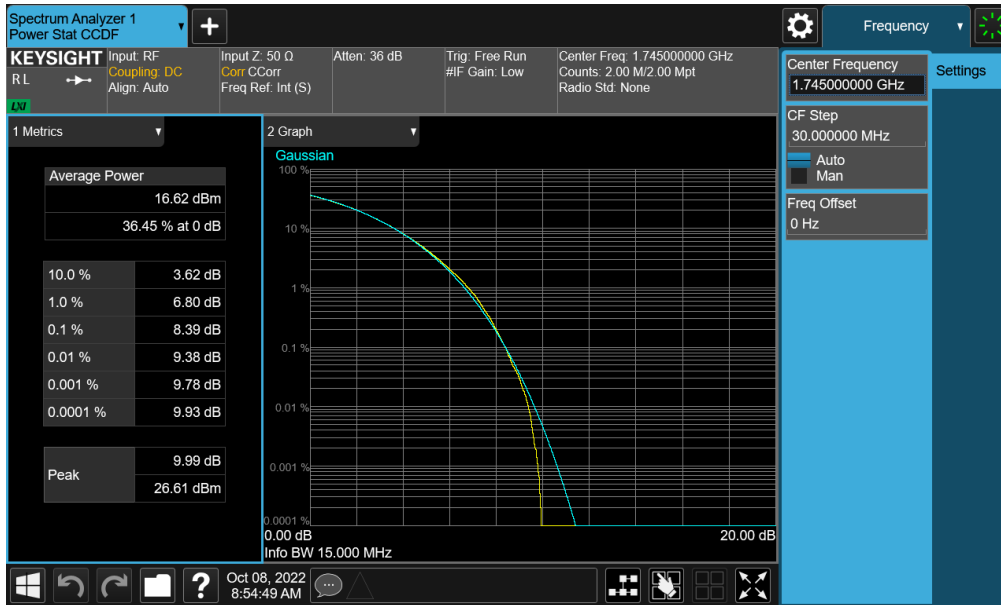 Spectrum Analyzer 1
Power Stat CCDF
Frequency
KEYSIGHT
R L
LXI
Input: RF
Coupling: DC
Align: Auto
Input Z: 50 Ω
Corr CCorr
Freq Ref: Int (S)
Atten: 36 dB
Trig: Free Run
#IF Gain: Low
Center Freq: 1.745000000 GHz
Counts: 2.00 M/2.00 Mpt
Radio Std: None
Center Frequency
1.745000000 GHz
Settings
CF Step
30.000000 MHz
Auto
Man
Freq Offset
0 Hz
1 Metrics
Average Power
16.62 dBm
36.45 % at 0 dB
10.0 % 3.62 dB
1.0 % 6.80 dB
0.1 % 8.39 dB
0.01 % 9.38 dB
0.001 % 9.78 dB
0.0001 % 9.93 dB
Peak
9.99 dB
26.61 dBm
2 Graph
Gaussian
100 %
10 %
1 %
0.1 %
0.01 %
0.001 %
0.0001 %
0.00 dB 20.00 dB
Info BW 15.000 MHz
?
Oct 08, 2022
8:54:49 AM